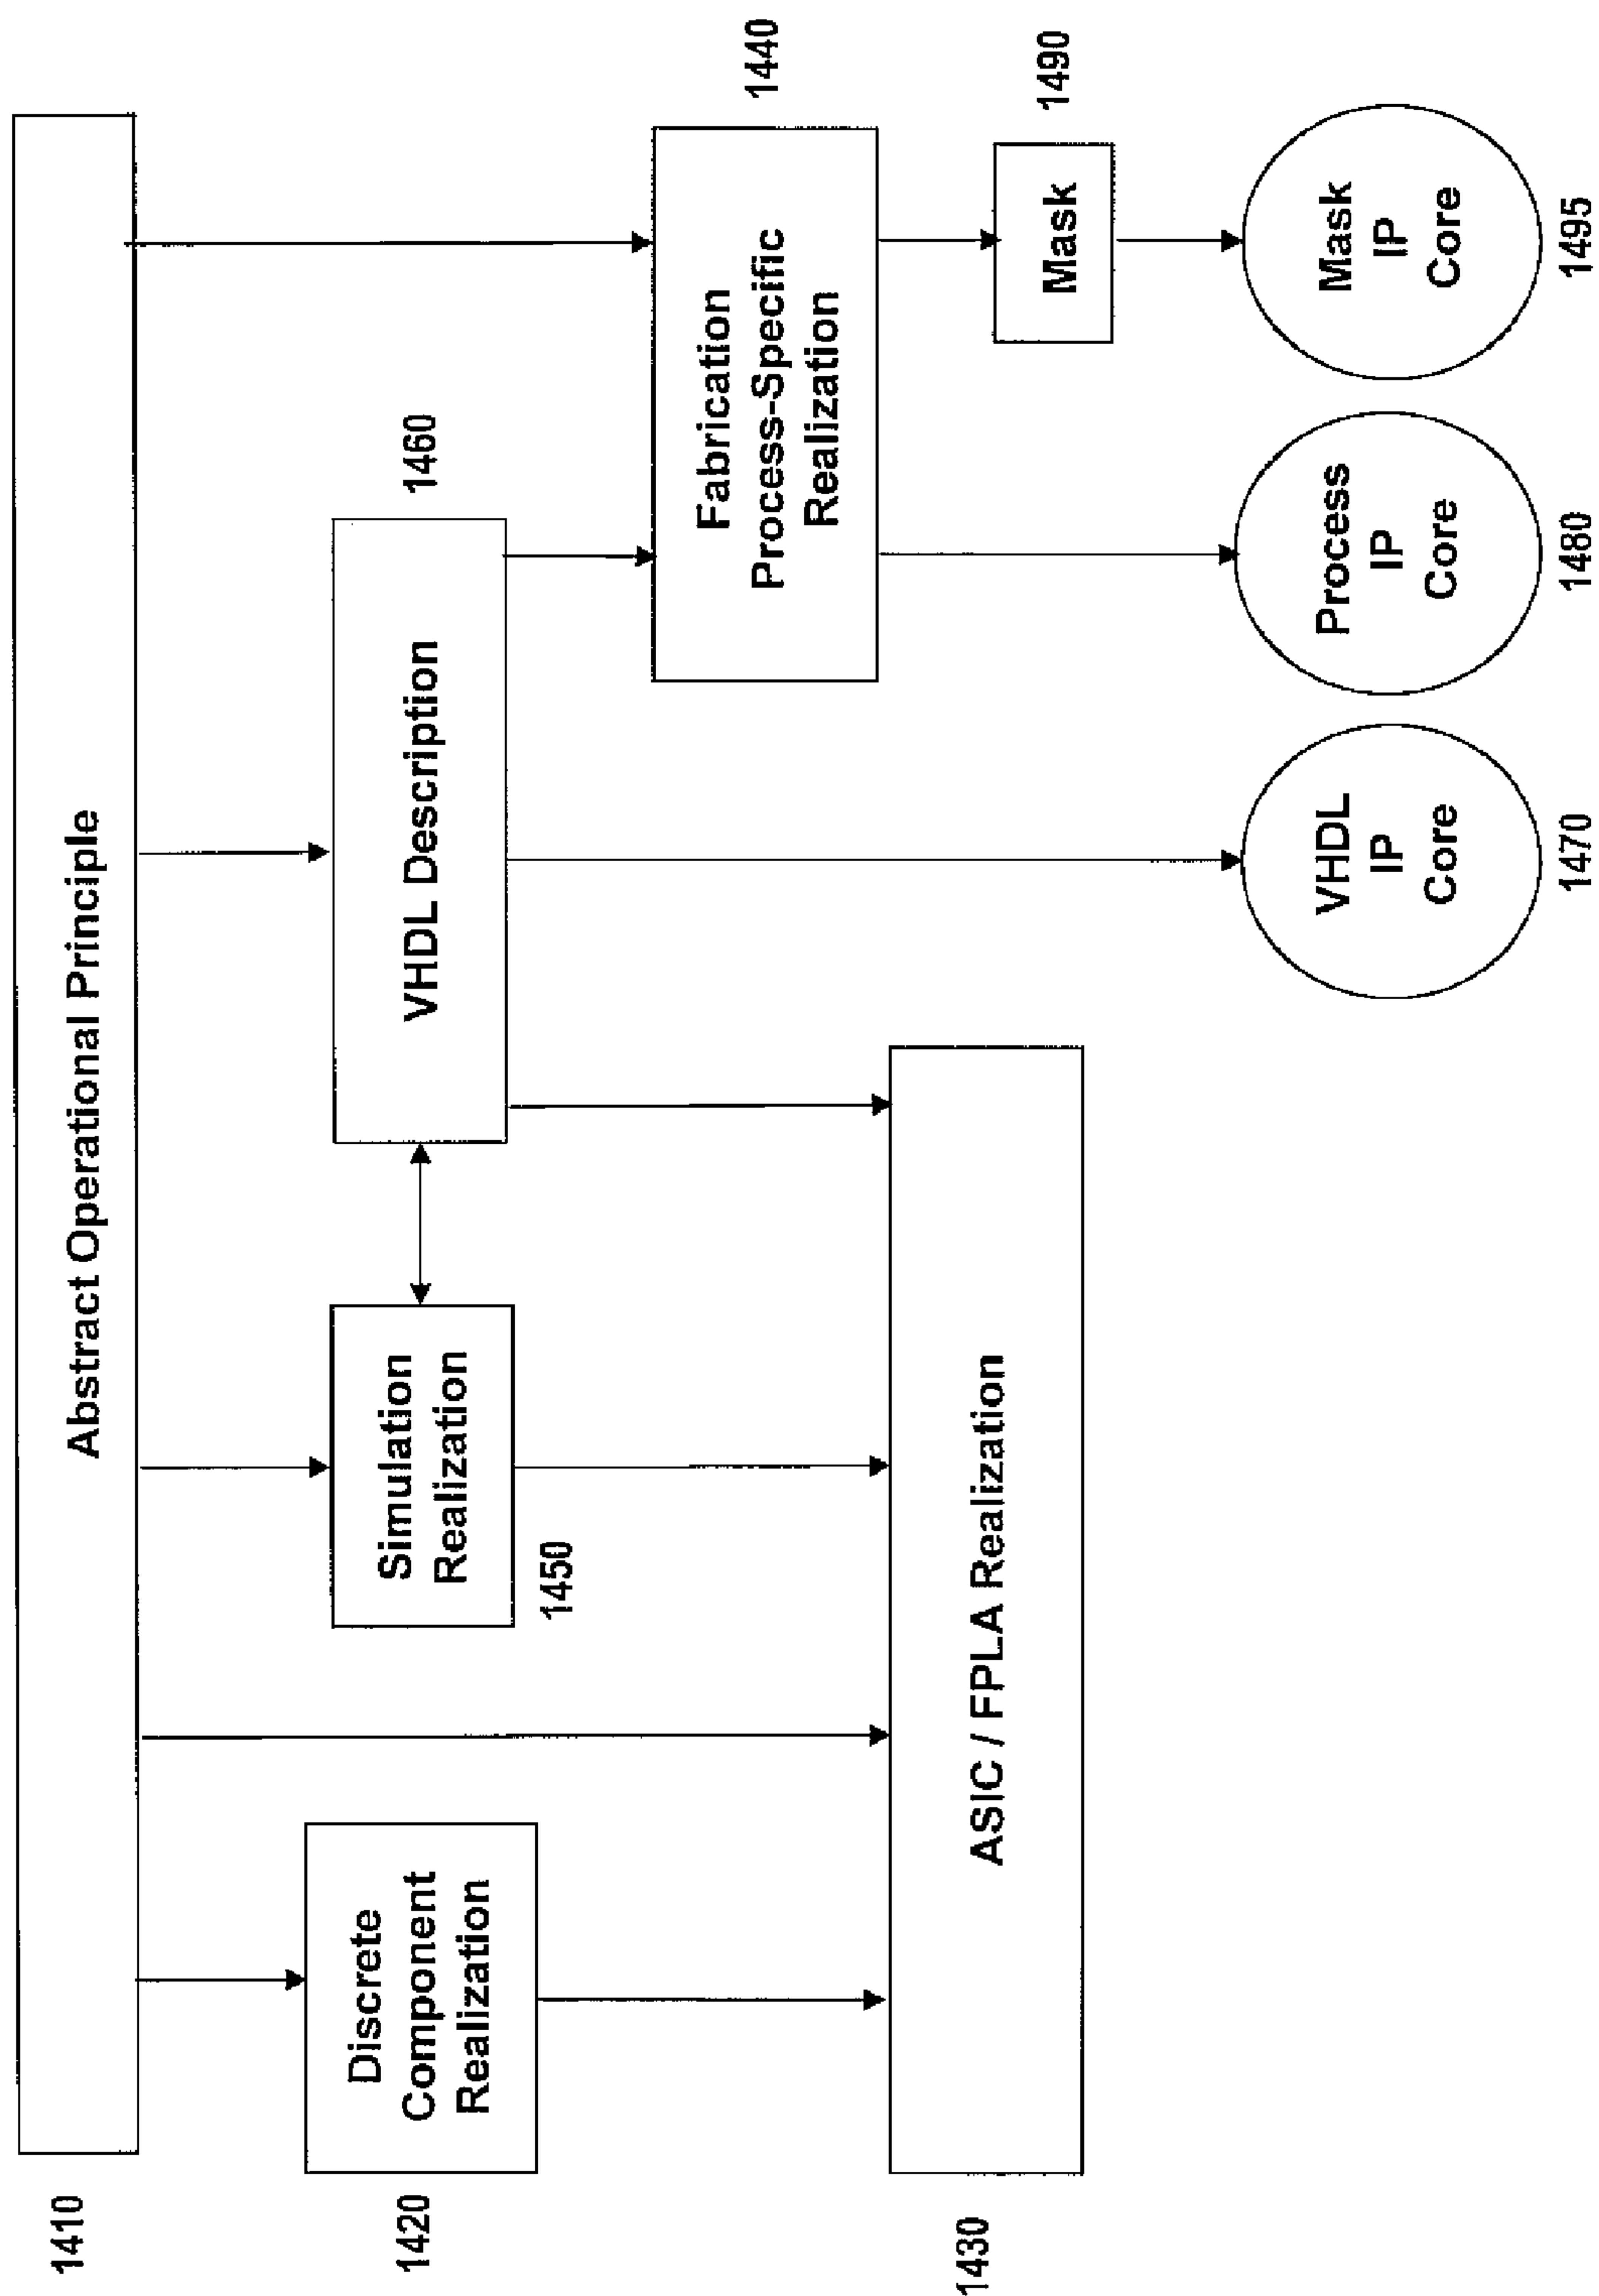 1410
Abstract Operational Principle
1420
Discrete
Component
Realization
Simulation
Realization
1450
VHDL Description
1460
1440
Fabrication
Process-Specific
Realization
1430
ASIC / FPLA Realization
Mask
1490
VHDL
IP
Core
1470
Process
IP
Core
1480
Mask
IP
Core
1495